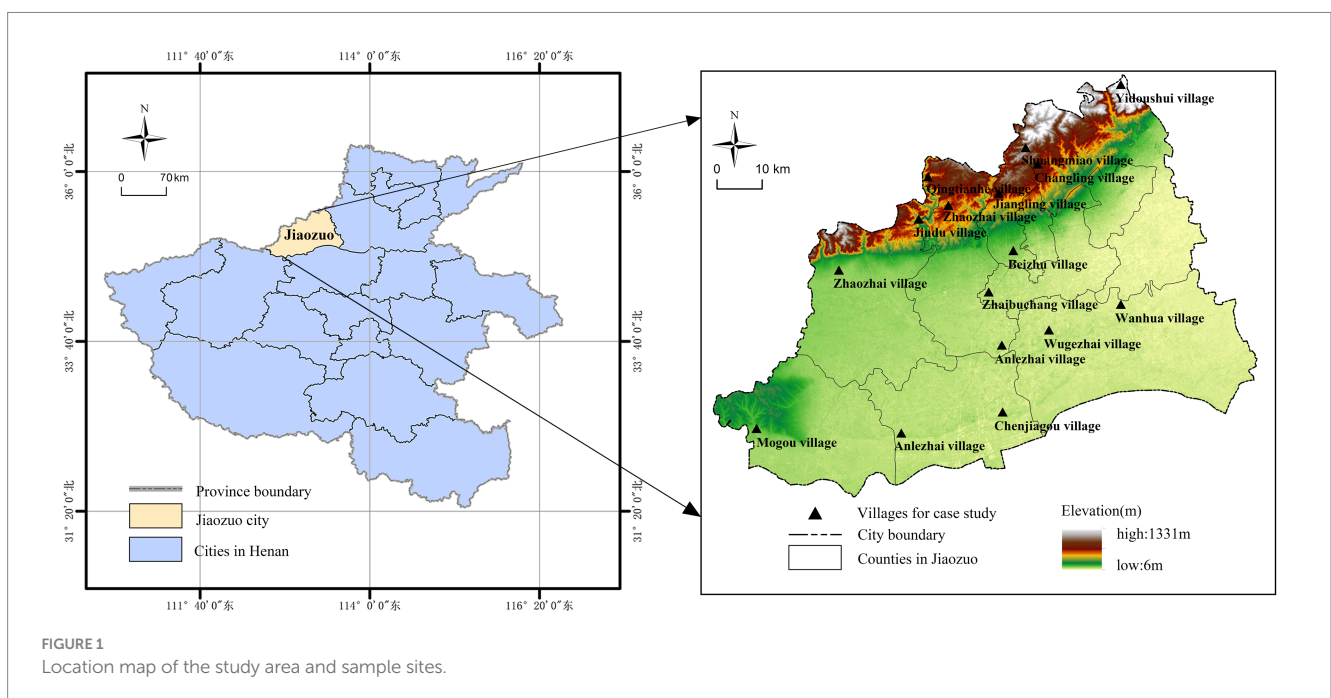 111° 40′ 0″东
114° 0′ 0″东
116° 20′ 0″东
N
0
70 km
36° 0′ 0″北
36° 0′ 0″北
Jiaozuo
33° 40′ 0″北
33° 40′ 0″北
31° 20′ 0″北
31° 20′ 0″北
Province boundary
Jiaozuo city
Cities in Henan
111° 40′ 0″东
114° 0′ 0″东
116° 20′ 0″东
N
0
10 km
Yidoushui village
Shuangmiao village
Changling village
Qingtianhe village
Jiangling village
Zhaozhai village
Jiudu village
Beizhu village
Zhaozhai village
Zhaibuchang village
Wanhua village
Wugezhai village
Anlezhai village
Chenjiagou village
Mogou village
Anlezhai village
Villages for case study
City boundary
Counties in Jiaozuo
Elevation(m)
high:1331m
low:6m
FIGURE 1
Location map of the study area and sample sites.